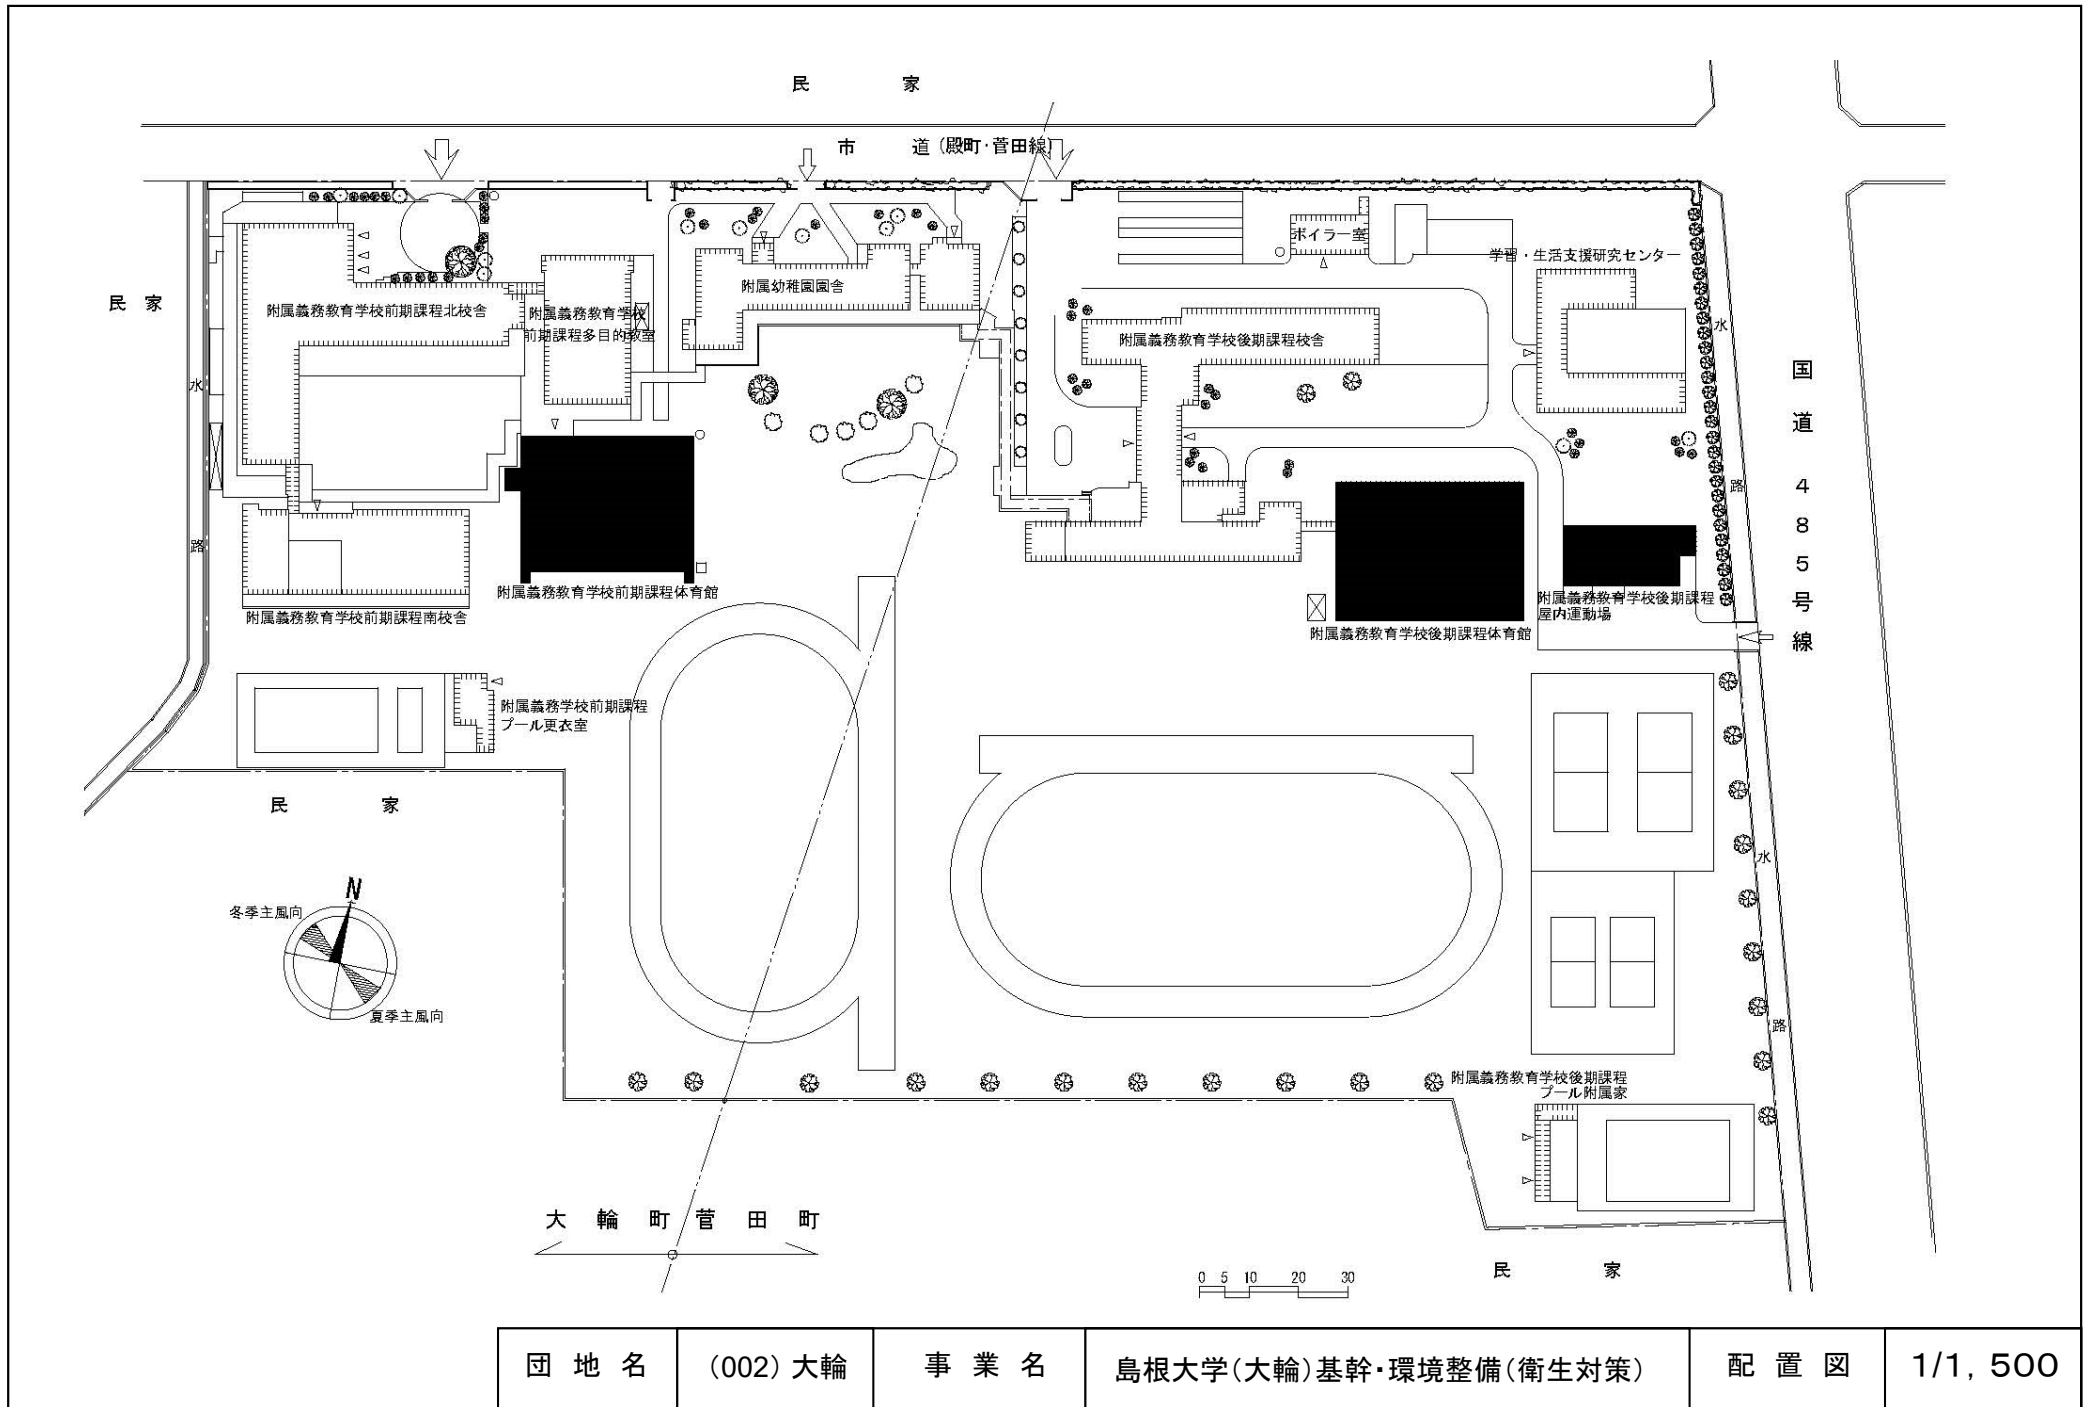 民 家
市 道 (殿町・菅田線)
ボイラー室
学習・生活支援研究センター
民 家
附属幼稚園園舎
附属義務教育学校前期課程北校舎
附属義務教育学校
前期課程多目的教室
附属義務教育学校後期課程校舎
水
路
水
路
国道 485号線
附属義務教育学校前期課程体育館
附属義務教育学校前期課程南校舎
附属義務教育学校後期課程
屋内運動場
附属義務教育学校後期課程体育館
附属義務学校前期課程
プール更衣室
民 家
水
路
N
冬季主風向
夏季主風向
附属義務教育学校後期課程
プール附属家
大 輪 町 菅 田 町
民 家
0 5 10 20 30
団 地 名 (002) 大輪 事 業 名 島根大学(大輪)基幹・環境整備(衛生対策) 配 置 図 1/1, 500